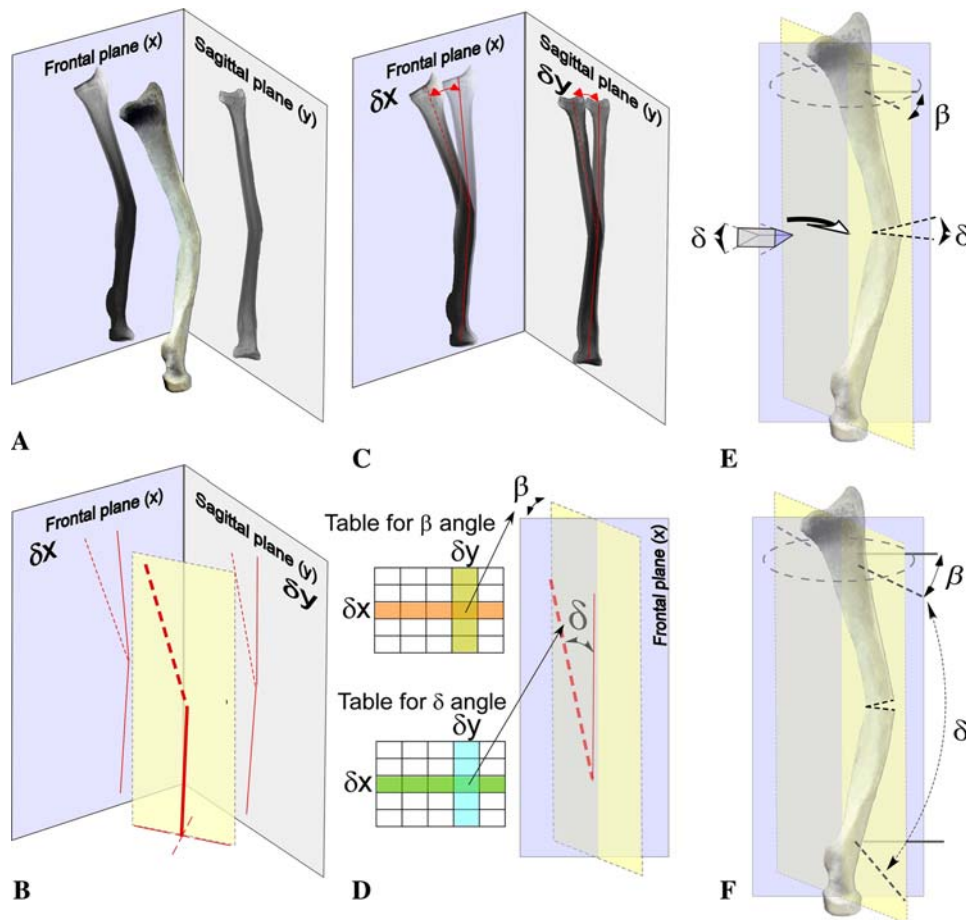 Frontal plane (x)
Sagittal plane (y)
A
Frontal plane (x)
δx
Sagittal plane (y)
δy
C
β
δ
δ
E
Frontal plane (x)
δx
Sagittal plane (y)
δy
B
β
Table for β angle
δy
δx
Table for δ angle
δy
δx
δ
Frontal plane (x)
D
β
δ
F